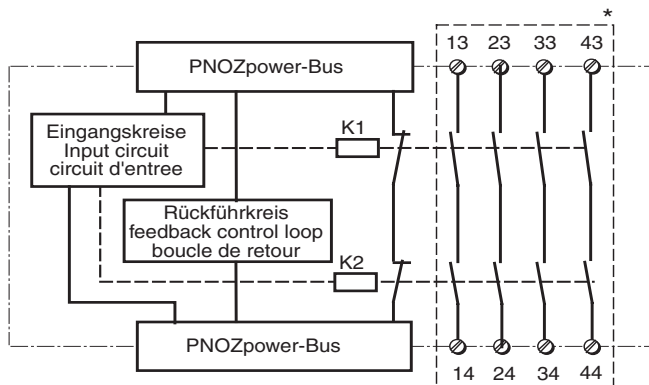 *
13 23 33 43
PNOZpower-Bus
Eingangskreise
Input circuit
circuit d'entree
K1
Rückführkreis
feedback control loop
boucle de retour
K2
PNOZpower-Bus
14 24 34 44